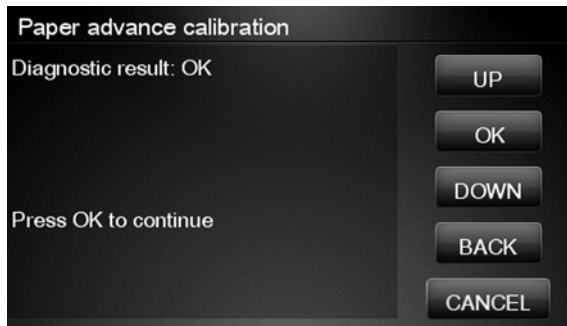 Paper advance calibration
Diagnostic result: OK
Press OK to continue
UP
OK
DOWN
BACK
CANCEL